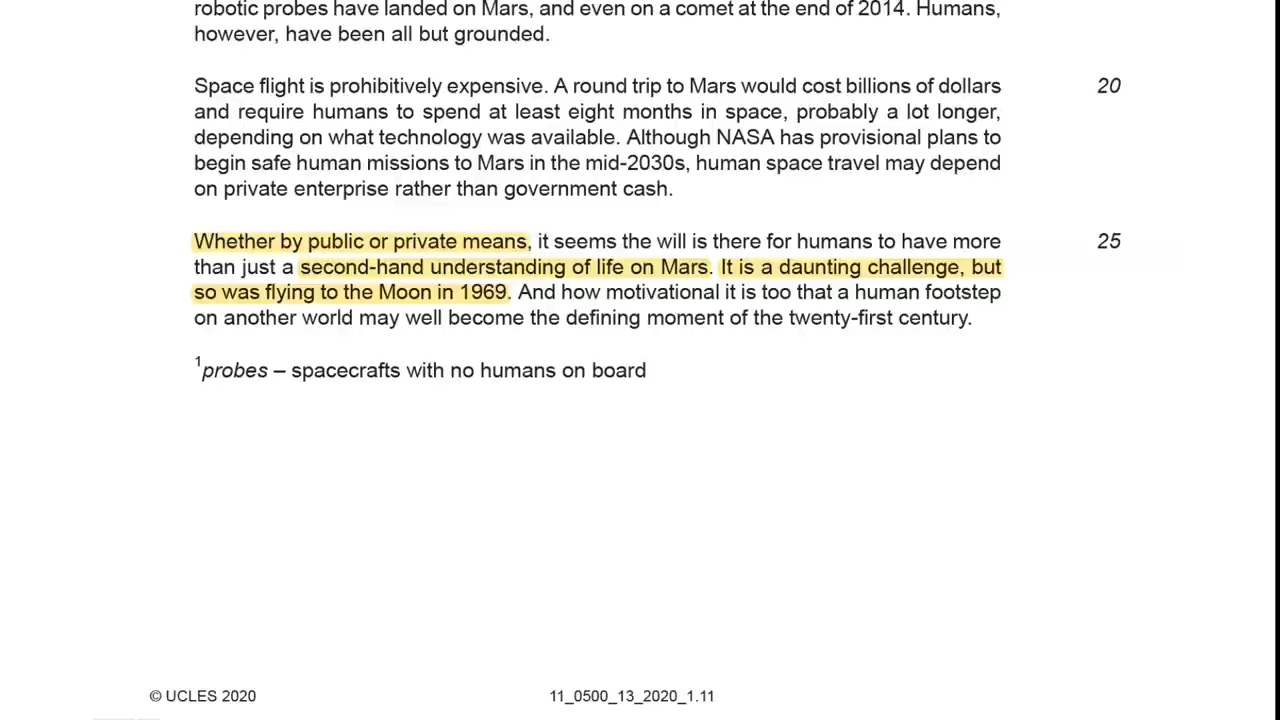 robotic probes have landed on Mars, and even on a comet at the end of 2014. Humans,
however, have been all but grounded.
Space flight is prohibitively expensive. A round trip to Mars would cost billions of dollars 20
and require humans to spend at least eight months in space, probably a lot longer,
depending on what technology was available. Although NASA has provisional plans to
begin safe human missions to Mars in the mid-2030s, human space travel may depend
on private enterprise rather than government cash.
Whether by public or private means, it seems the will is there for humans to have more 25
than just a second-hand understanding of life on Mars. It is a daunting challenge, but
so was flying to the Moon in 1969. And how motivational it is too that a human footstep
on another world may well become the defining moment of the twenty-first century.
1probes – spacecrafts with no humans on board
© UCLES 2020 11_0500_13_2020_1.11